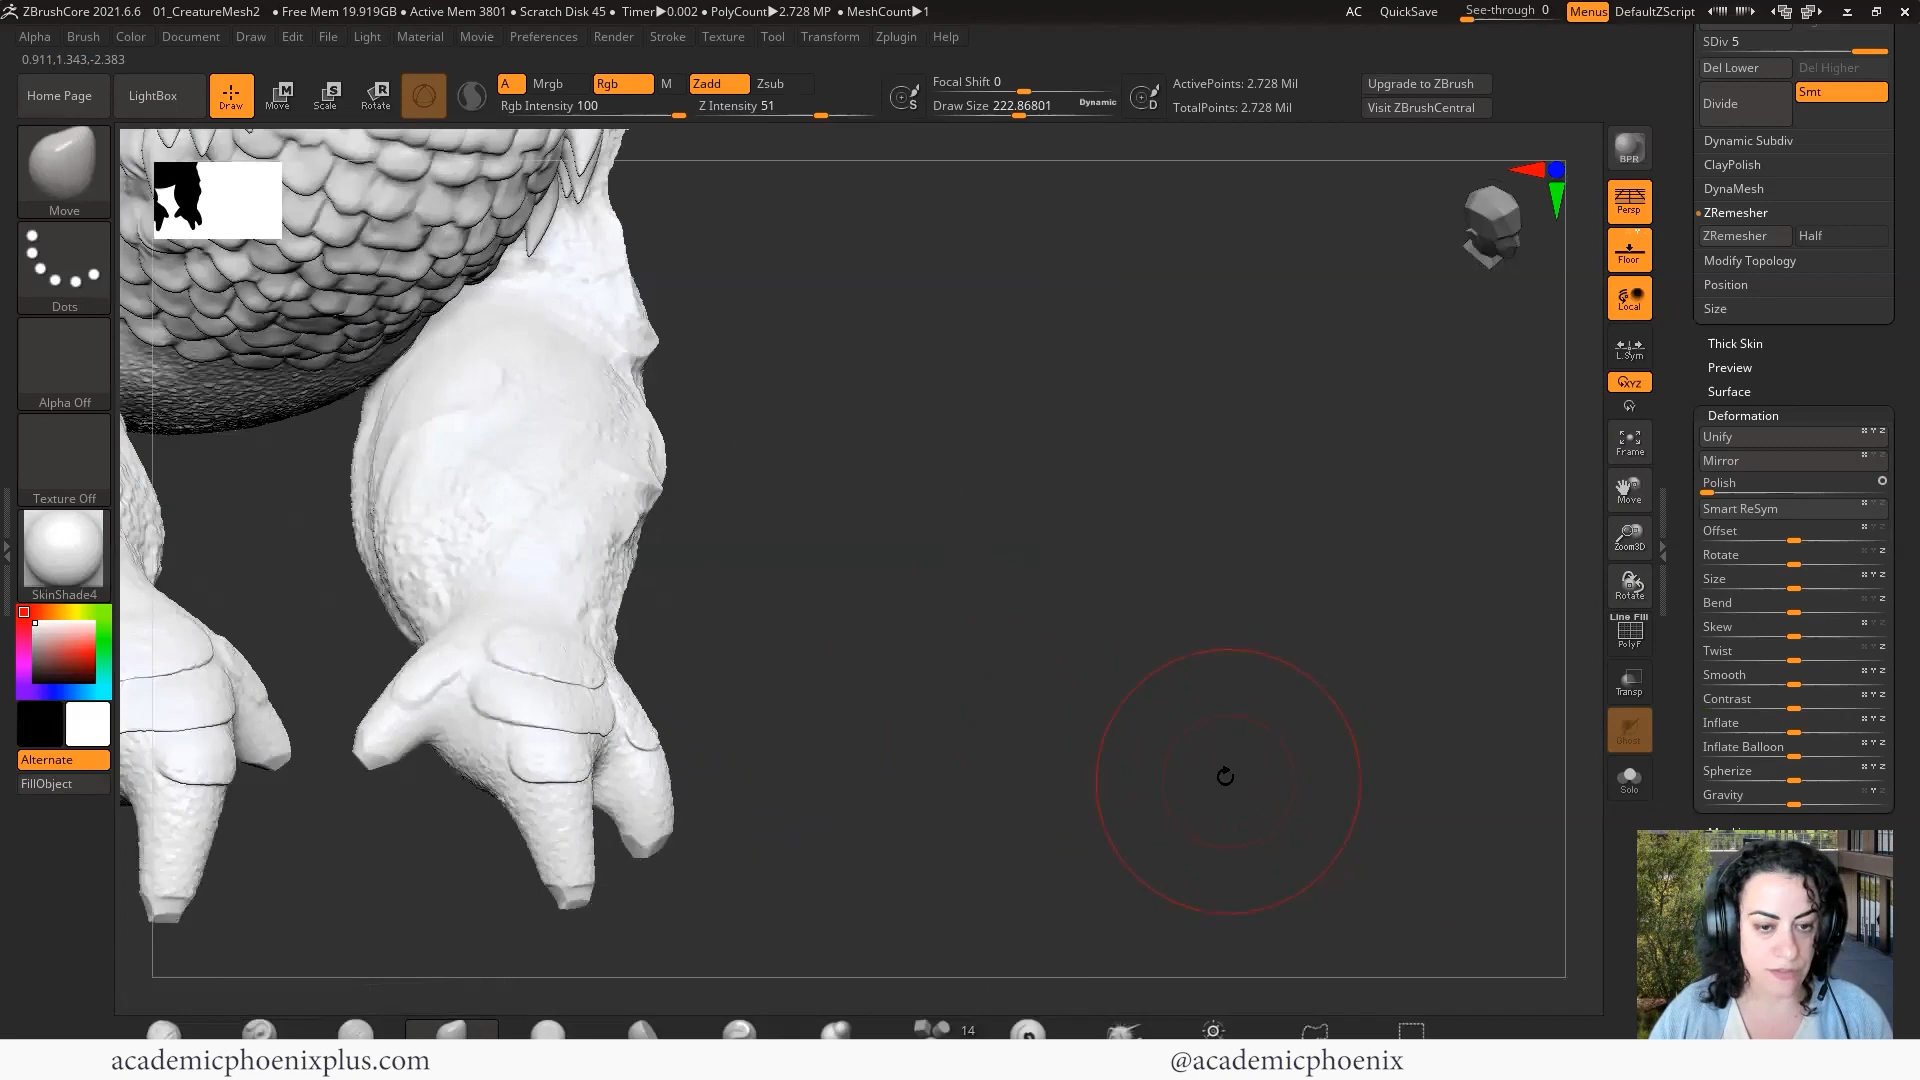 ZBrushCore 2021.6.6 01_CreatureMesh2 ● Free Mem 19.919GB ● Active Mem 3801 ● Scratch Disk 45 ● Timer▶0.002 ● PolyCount▶2.728 MP ● MeshCount▶1 AC QuickSave See-through 0 Menus DefaultZScript
Alpha Brush Color Document Draw Edit File Light Material Movie Preferences Render Stroke Texture Tool Transform Zplugin Help
0.911,1.343,-2.383
Home Page LightBox Draw Move Scale Rotate
M S R
A Mrgb Rgb M Zadd Zsub
Rgb Intensity 100 Z Intensity 51
S Focal Shift 0
Draw Size 222.86801 Dynamic
D ActivePoints: 2.728 Mil
TotalPoints: 2.728 Mil
Upgrade to ZBrush
Visit ZBrushCentral
Move
Dots
Alpha Off
Texture Off
SkinShade4
Alternate
FillObject
BPR
Persp
Floor
Local
L.Sym
XYZ
Y
Frame
Move
Zoom3D
Rotate
Line Fill
PolyF
Transp
Ghost
Solo
SDiv 5
Del Lower Del Higher
Divide Smt
Dynamic Subdiv
ClayPolish
DynaMesh
ZRemesher
ZRemesher Half
Modify Topology
Position
Size
Thick Skin
Preview
Surface
Deformation
Unify
Mirror
Polish
Smart ReSym
Offset
Rotate
Size
Bend
Skew
Twist
Smooth
Contrast
Inflate
Inflate Balloon
Spherize
Gravity
14
academicphoenixplus.com @academicphoenix